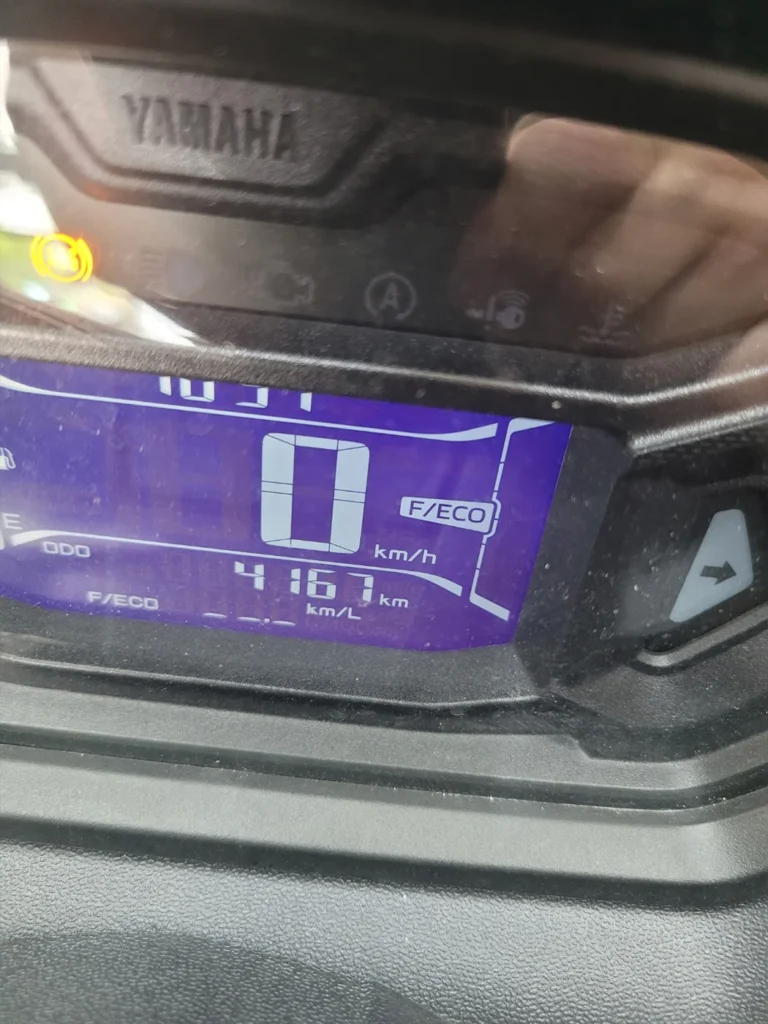 YAMAHA
A
0
F/ECO
km/h
E
ODO
4167 km
F/ECO
--.- km/L